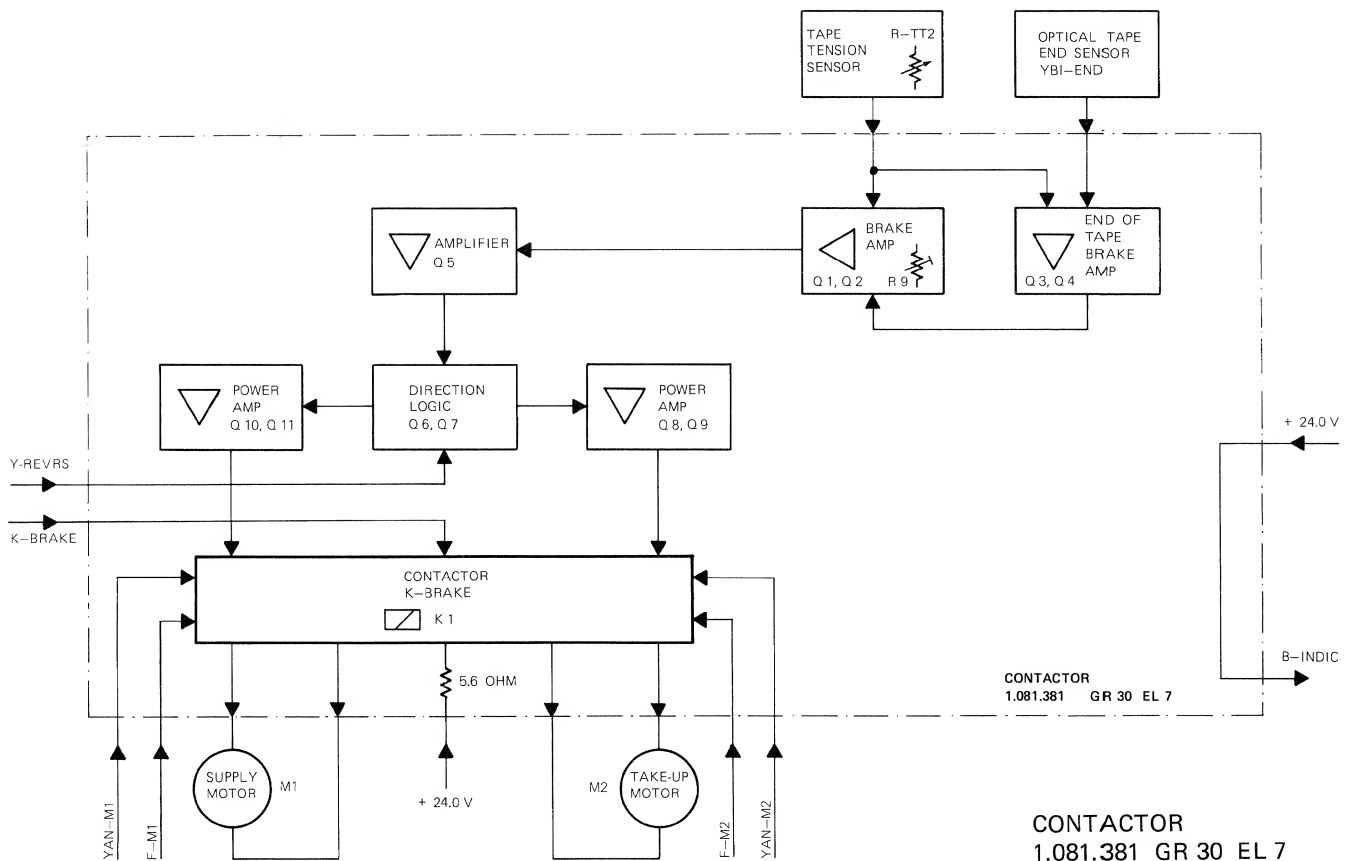 TAPE
TENSION
SENSOR
R-TT2
OPTICAL TAPE
END SENSOR
YBI-END
AMPLIFIER
Q 5
BRAKE
AMP
Q 1, Q 2
R 9
END OF
TAPE
BRAKE
AMP
Q 3, Q 4
POWER
AMP
Q 10, Q 11
DIRECTION
LOGIC
Q 6, Q 7
POWER
AMP
Q 8, Q 9
+ 24.0 V
Y-REVRS
K-BRAKE
CONTACTOR
K-BRAKE
K 1
5.6 OHM
B-INDIC
CONTACTOR
1.081.381 GR 30 EL 7
YAN-M1
F-M1
SUPPLY
MOTOR
M1
+ 24.0 V
M2
TAKE-UP
MOTOR
F-M2
YAN-M2
CONTACTOR
1.081.381 GR 30 EL 7